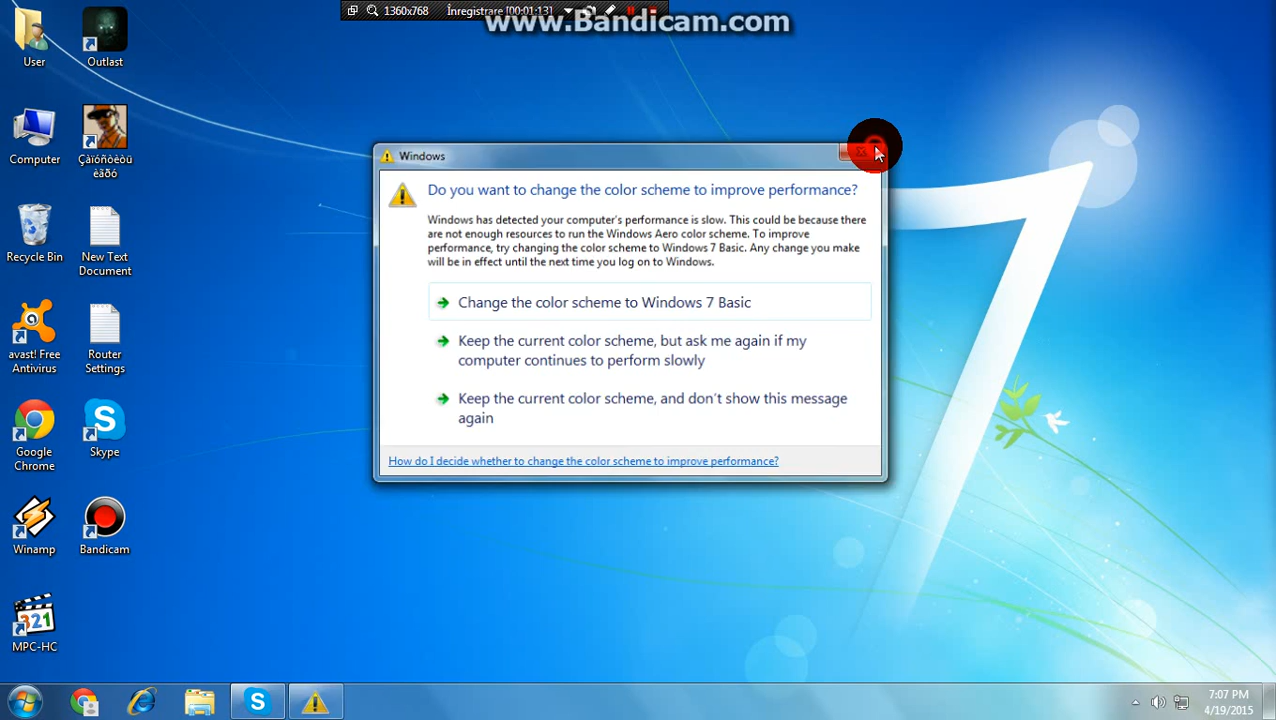 1360x768 Înregistrare [00:01:13]
www.Bandicam.com
User
Outlast
Computer
Çàïóñòèòü
èãðó
Recycle Bin
New Text
Document
avast! Free
Antivirus
Router
Settings
Google
Chrome
Skype
Winamp
Bandicam
321
MPC-HC
Windows
Do you want to change the color scheme to improve performance?
Windows has detected your computer's performance is slow. This could be because there
are not enough resources to run the Windows Aero color scheme. To improve
performance, try changing the color scheme to Windows 7 Basic. Any change you make
will be in effect until the next time you log on to Windows.
Change the color scheme to Windows 7 Basic
Keep the current color scheme, but ask me again if my
computer continues to perform slowly
Keep the current color scheme, and don't show this message
again
How do I decide whether to change the color scheme to improve performance?
7:07 PM
4/19/2015